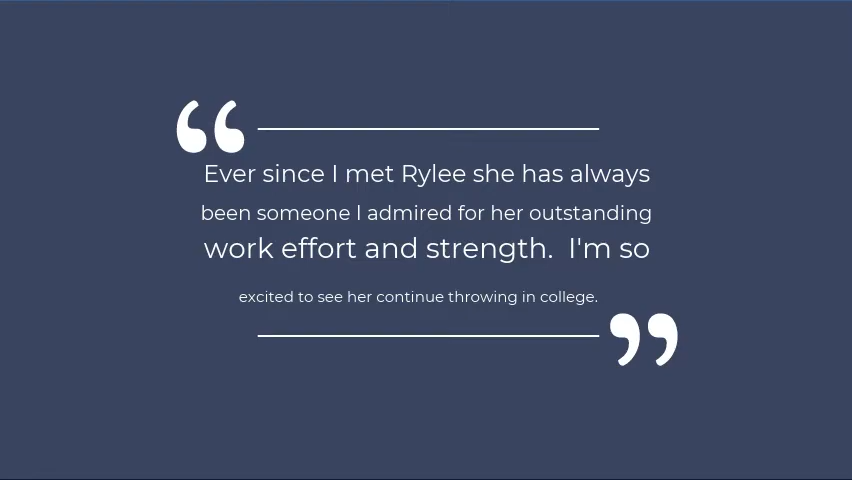 “
Ever since I met Rylee she has always
been someone I admired for her outstanding
work effort and strength.  I'm so
excited to see her continue throwing in college.
”